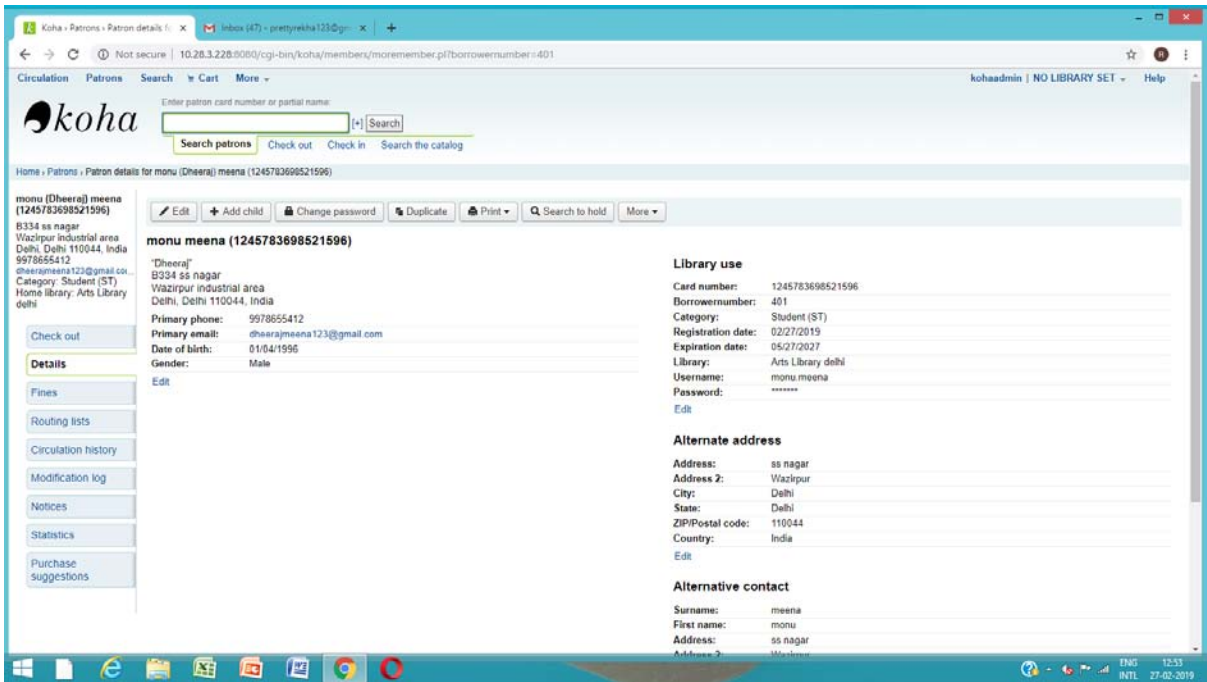 Koha › Patrons › Patron details f
Inbox (47) - prettyrekha123@gm
Not secure | 10.28.3.228:8080/cgi-bin/koha/members/moremember.pl?borrowernumber=401
R
Circulation Patrons Search Cart More
kohaadmin | NO LIBRARY SET Help
koha
Enter patron card number or partial name:
[+] Search
Search patrons Check out Check in Search the catalog
Home › Patrons › Patron details for monu (Dheeraj) meena (1245783698521596)
monu (Dheeraj) meena
(1245783698521596)
B334 ss nagar
Wazirpur industrial area
Delhi, Delhi 110044, India
9978655412
dheerajmeena123@gmail.co...
Category: Student (ST)
Home library: Arts Library
delhi
Check out
Details
Fines
Routing lists
Circulation history
Modification log
Notices
Statistics
Purchase
suggestions
Edit + Add child Change password Duplicate Print Search to hold More
monu meena (1245783698521596)
"Dheeraj"
B334 ss nagar
Wazirpur industrial area
Delhi, Delhi 110044, India
Primary phone: 9978655412
Primary email: dheerajmeena123@gmail.com
Date of birth: 01/04/1996
Gender: Male
Edit
Library use
Card number: 1245783698521596
Borrowernumber: 401
Category: Student (ST)
Registration date: 02/27/2019
Expiration date: 05/27/2027
Library: Arts Library delhi
Username: monu.meena
Password: *******
Edit
Alternate address
Address: ss nagar
Address 2: Wazirpur
City: Delhi
State: Delhi
ZIP/Postal code: 110044
Country: India
Edit
Alternative contact
Surname: meena
First name: monu
Address: ss nagar
Address 2: Wazirpur
ENG 12:53
INTL 27-02-2019